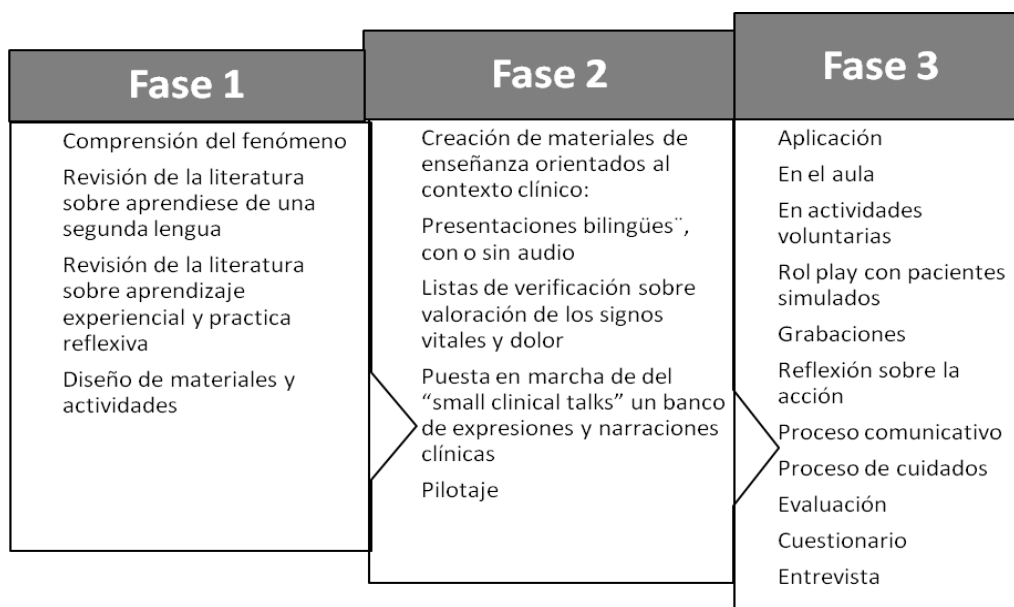 Fase 1
Comprensión del fenómeno
Revisión de la literatura
sobre aprendiese de una
segunda lengua
Revisión de la literatura
sobre aprendizaje
experiencial y practica
reflexiva
Diseño de materiales y
actividades
Fase 2
Creación de materiales de
enseñanza orientados al
contexto clínico:
Presentaciones bilingües¨,
con o sin audio
Listas de verificación sobre
valoración de los signos
vitales y dolor
Puesta en marcha de del
“small clinical talks” un banco
de expresiones y narraciones
clínicas
Pilotaje
Fase 3
Aplicación
En el aula
En actividades
voluntarias
Rol play con pacientes
simulados
Grabaciones
Reflexión sobre la
acción
Proceso comunicativo
Proceso de cuidados
Evaluación
Cuestionario
Entrevista